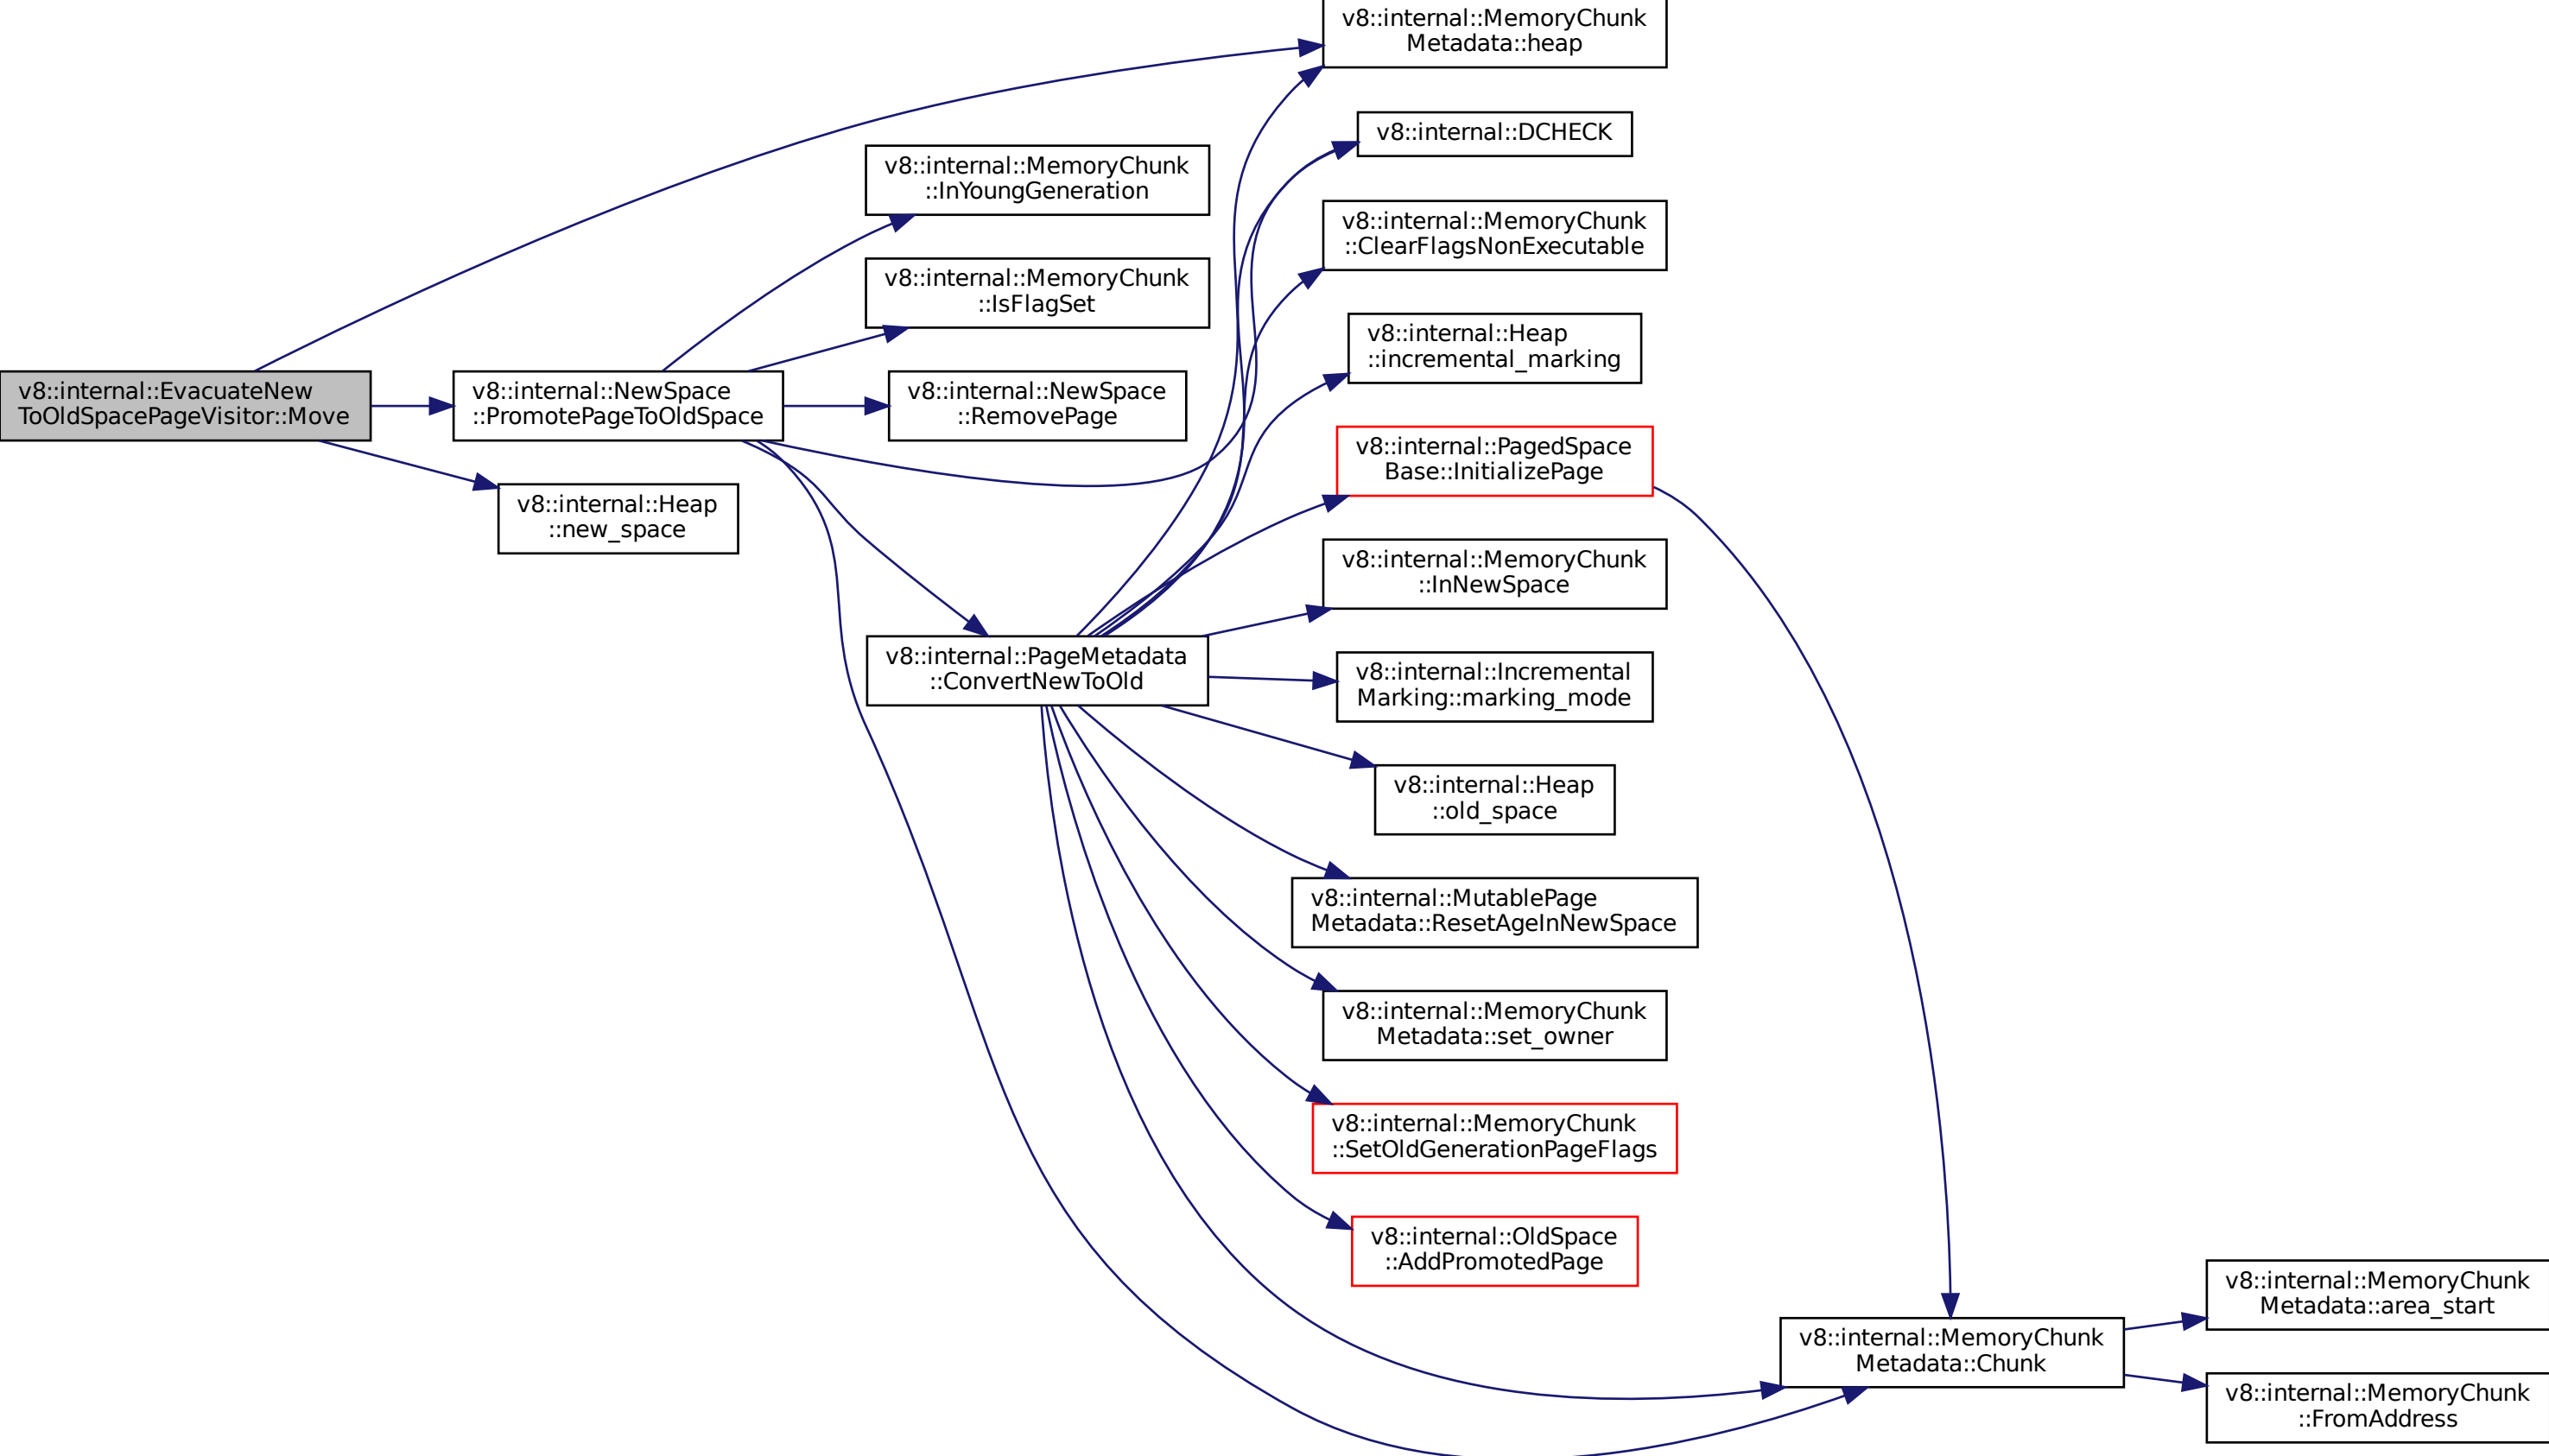 v8::internal::MemoryChunk
Metadata::heap
v8::internal::DCHECK
v8::internal::MemoryChunk
::InYoungGeneration
v8::internal::MemoryChunk
::ClearFlagsNonExecutable
v8::internal::MemoryChunk
::IsFlagSet
v8::internal::Heap
::incremental_marking
v8::internal::EvacuateNew
ToOldSpacePageVisitor::Move
v8::internal::NewSpace
::PromotePageToOldSpace
v8::internal::NewSpace
::RemovePage
v8::internal::PagedSpace
Base::InitializePage
v8::internal::Heap
::new_space
v8::internal::MemoryChunk
::InNewSpace
v8::internal::PageMetadata
::ConvertNewToOld
v8::internal::Incremental
Marking::marking_mode
v8::internal::Heap
::old_space
v8::internal::MutablePage
Metadata::ResetAgeInNewSpace
v8::internal::MemoryChunk
Metadata::set_owner
v8::internal::MemoryChunk
::SetOldGenerationPageFlags
v8::internal::OldSpace
::AddPromotedPage
v8::internal::MemoryChunk
Metadata::Chunk
v8::internal::MemoryChunk
Metadata::area_start
v8::internal::MemoryChunk
::FromAddress